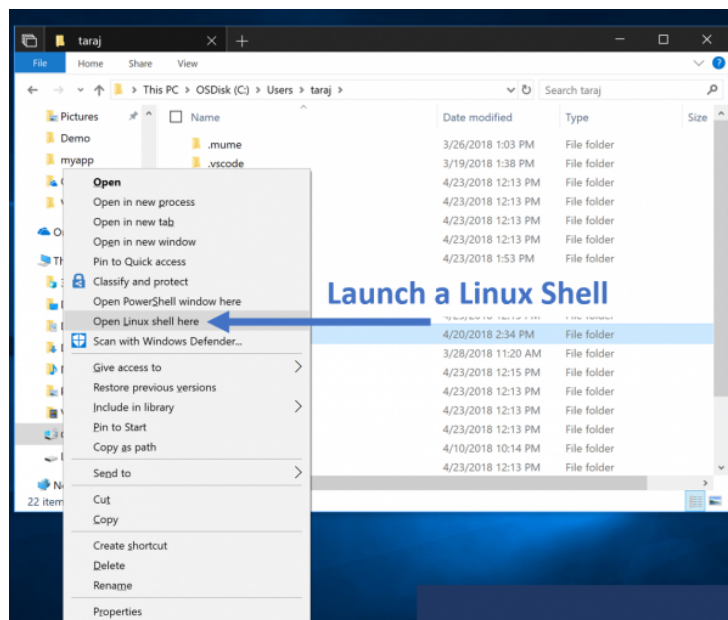 taraj
File Home Share View
This PC > OSDisk (C:) > Users > taraj >
Search taraj
Name Date modified Type Size
Pictures
Demo
myapp
.mume 3/26/2018 1:03 PM File folder
.vscode 3/19/2018 1:38 PM File folder
4/23/2018 12:13 PM File folder
4/23/2018 12:13 PM File folder
4/23/2018 12:13 PM File folder
4/23/2018 12:13 PM File folder
4/23/2018 1:53 PM File folder
Open
Open in new process
Open in new tab
Open in new window
Pin to Quick access
Classify and protect
Open PowerShell window here
Open Linux shell here
Scan with Windows Defender...
Give access to
Restore previous versions
Include in library
Pin to Start
Copy as path
Send to
Cut
Copy
Create shortcut
Delete
Rename
Properties
Launch a Linux Shell
4/20/2018 2:34 PM File folder
3/28/2018 11:20 AM File folder
4/23/2018 12:15 PM File folder
4/23/2018 12:13 PM File folder
4/23/2018 12:13 PM File folder
4/23/2018 12:13 PM File folder
4/10/2018 10:14 PM File folder
4/23/2018 12:13 PM File folder
22 item